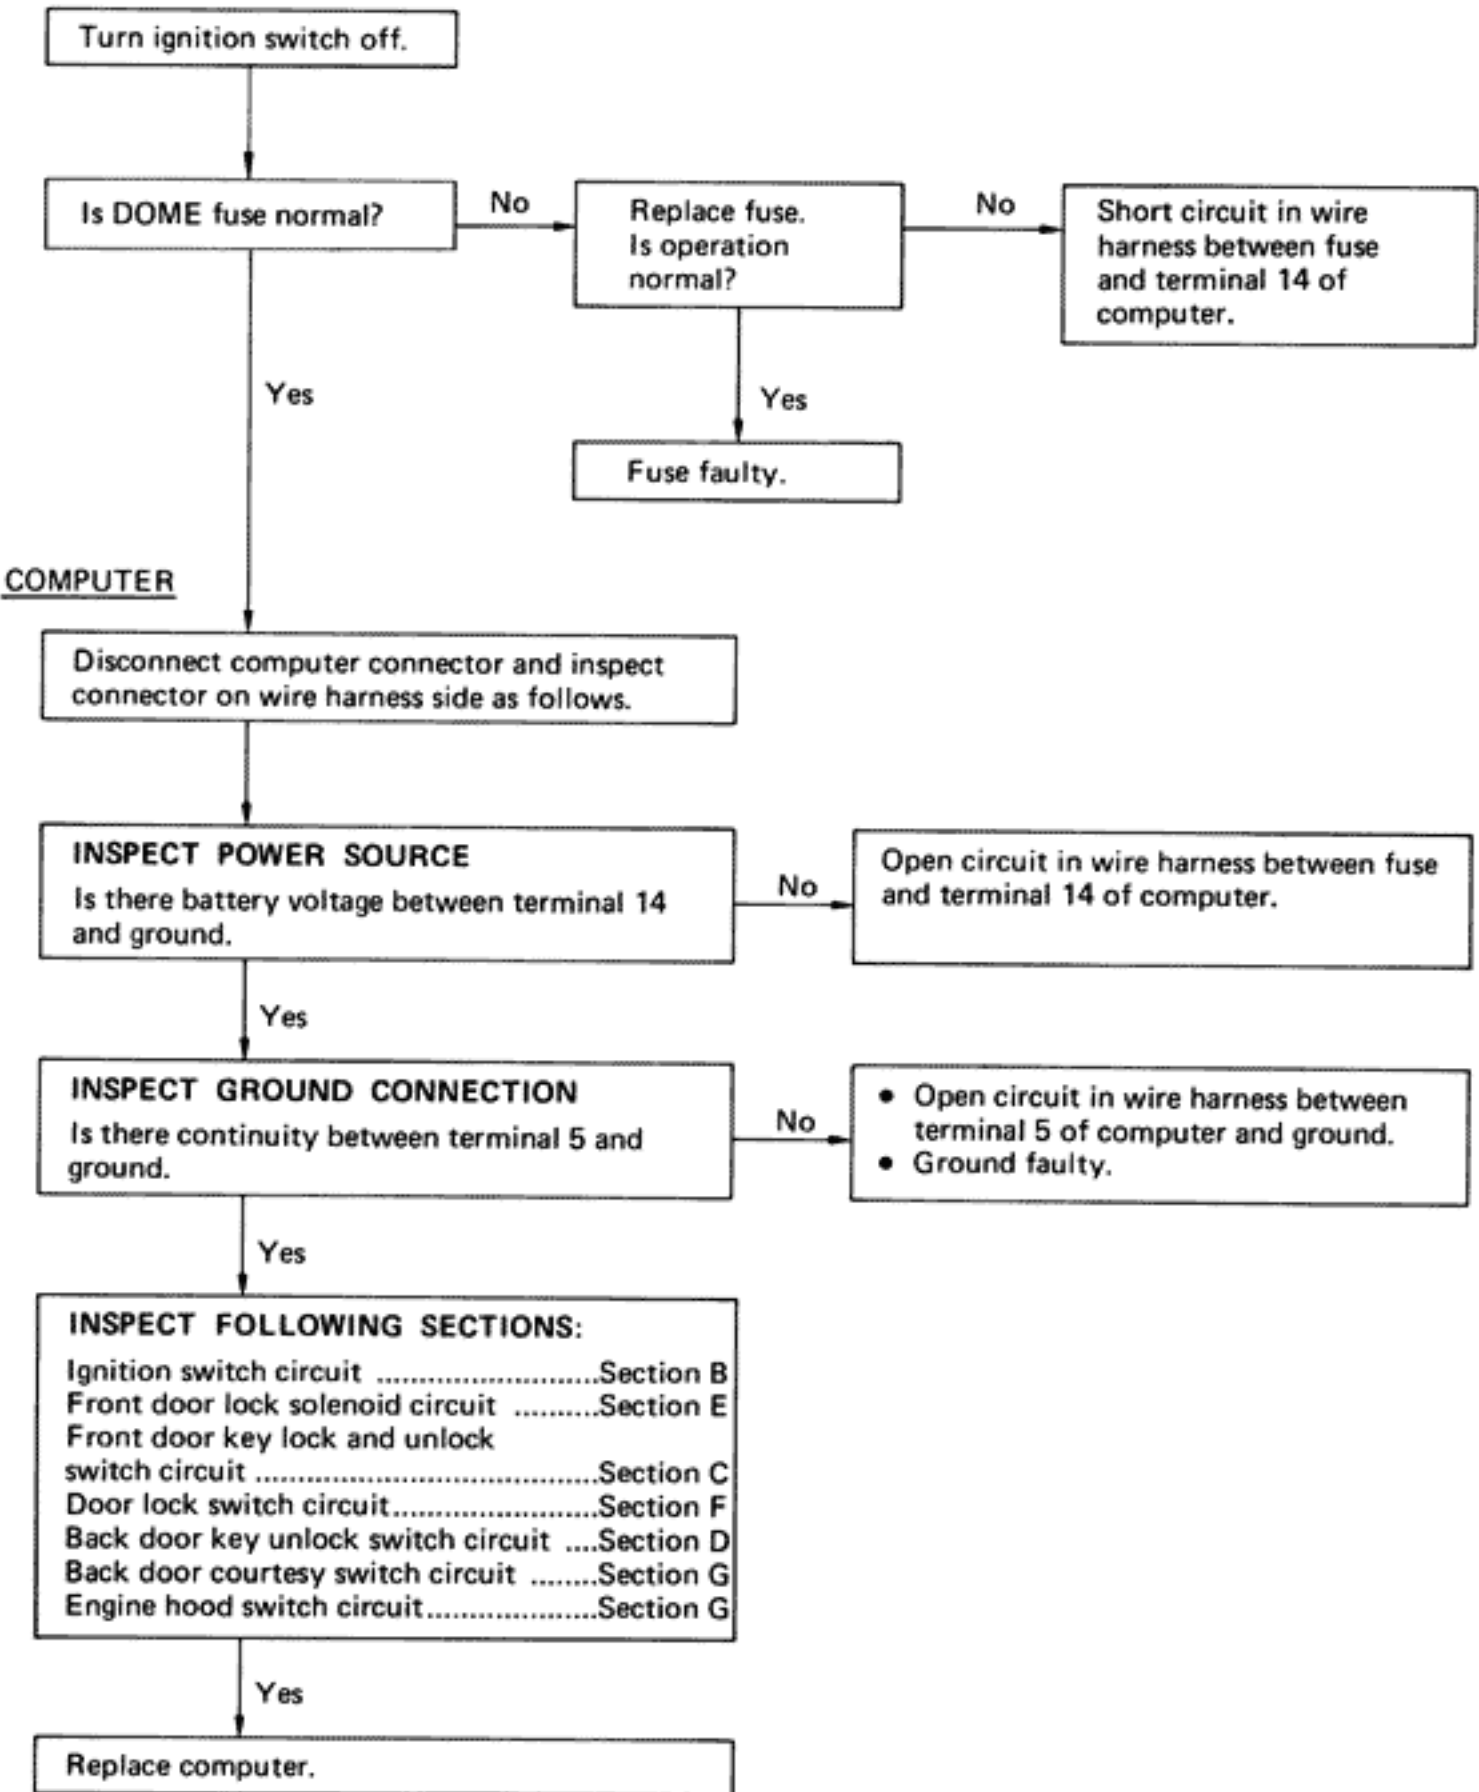 Turn ignition switch off.
Is DOME fuse normal?
No
Replace fuse.
Is operation
normal?
No
Short circuit in wire
harness between fuse
and terminal 14 of
computer.
Yes
Yes
Fuse faulty.
COMPUTER
Disconnect computer connector and inspect
connector on wire harness side as follows.
INSPECT POWER SOURCE
Is there battery voltage between terminal 14
and ground.
No
Open circuit in wire harness between fuse
and terminal 14 of computer.
Yes
INSPECT GROUND CONNECTION
Is there continuity between terminal 5 and
ground.
No
• Open circuit in wire harness between
terminal 5 of computer and ground.
• Ground faulty.
Yes
INSPECT FOLLOWING SECTIONS:
Ignition switch circuit ..........................Section B
Front door lock solenoid circuit ..........Section E
Front door key lock and unlock
switch circuit ........................................Section C
Door lock switch circuit........................Section F
Back door key unlock switch circuit ....Section D
Back door courtesy switch circuit ........Section G
Engine hood switch circuit....................Section G
Yes
Replace computer.